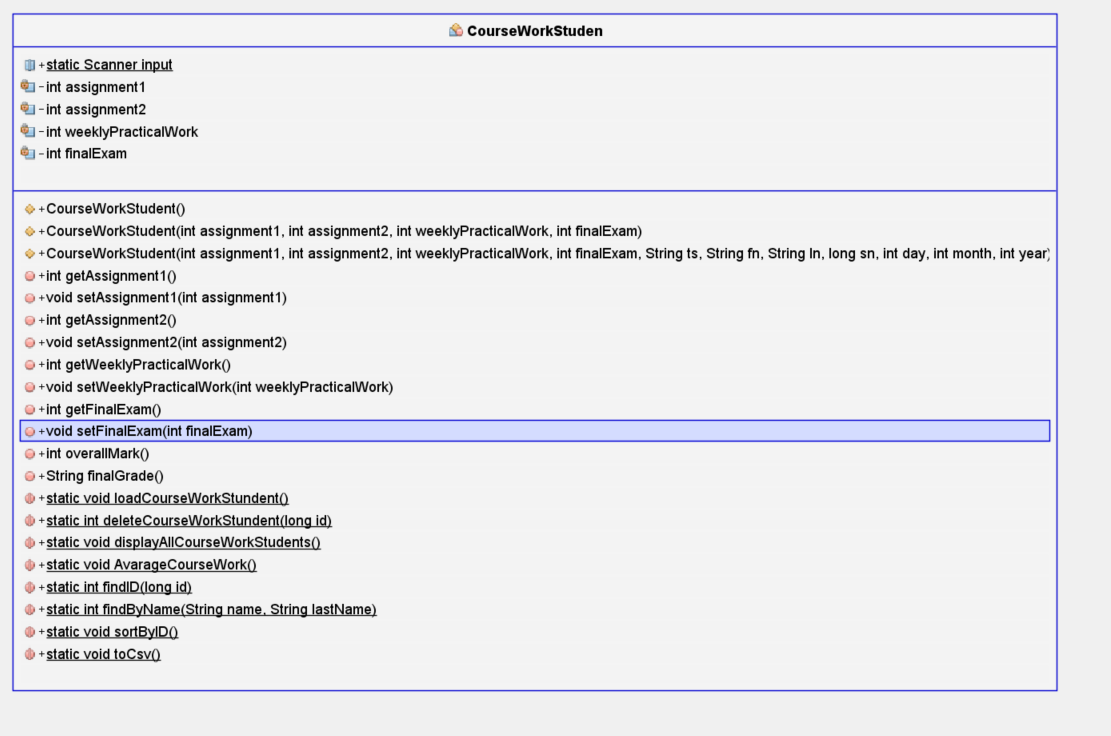 CourseWorkStuden
+static Scanner input
-int assignment1
-int assignment2
-int weeklyPracticalWork
-int finalExam
+CourseWorkStudent()
+CourseWorkStudent(int assignment1, int assignment2, int weeklyPracticalWork, int finalExam)
+CourseWorkStudent(int assignment1, int assignment2, int weeklyPracticalWork, int finalExam, String ts, String fn, String ln, long sn, int day, int month, int year)
+int getAssignment1()
+void setAssignment1(int assignment1)
+int getAssignment2()
+void setAssignment2(int assignment2)
+int getWeeklyPracticalWork()
+void setWeeklyPracticalWork(int weeklyPracticalWork)
+int getFinalExam()
+void setFinalExam(int finalExam)
+int overallMark()
+String finalGrade()
+static void loadCourseWorkStundent()
+static int deleteCourseWorkStundent(long id)
+static void displayAllCourseWorkStudents()
+static void AvarageCourseWork()
+static int findID(long id)
+static int findByName(String name, String lastName)
+static void sortByID()
+static void toCsv()